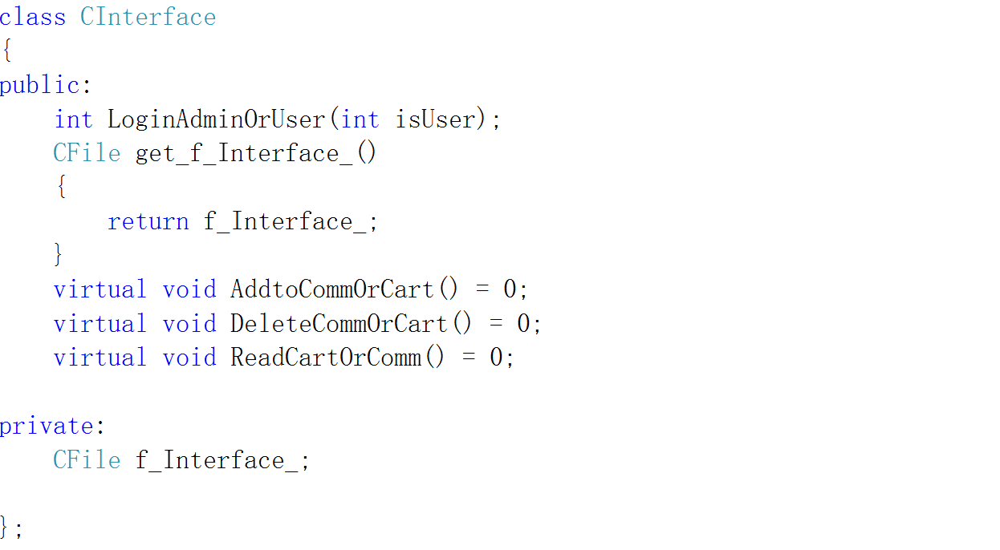 class CInterface
{
public:
    int LoginAdminOrUser(int isUser);
    CFile get_f_Interface_()
    {
        return f_Interface_;
    }
    virtual void AddtoCommOrCart() = 0;
    virtual void DeleteCommOrCart() = 0;
    virtual void ReadCartOrComm() = 0;

private:
    CFile f_Interface_;

};